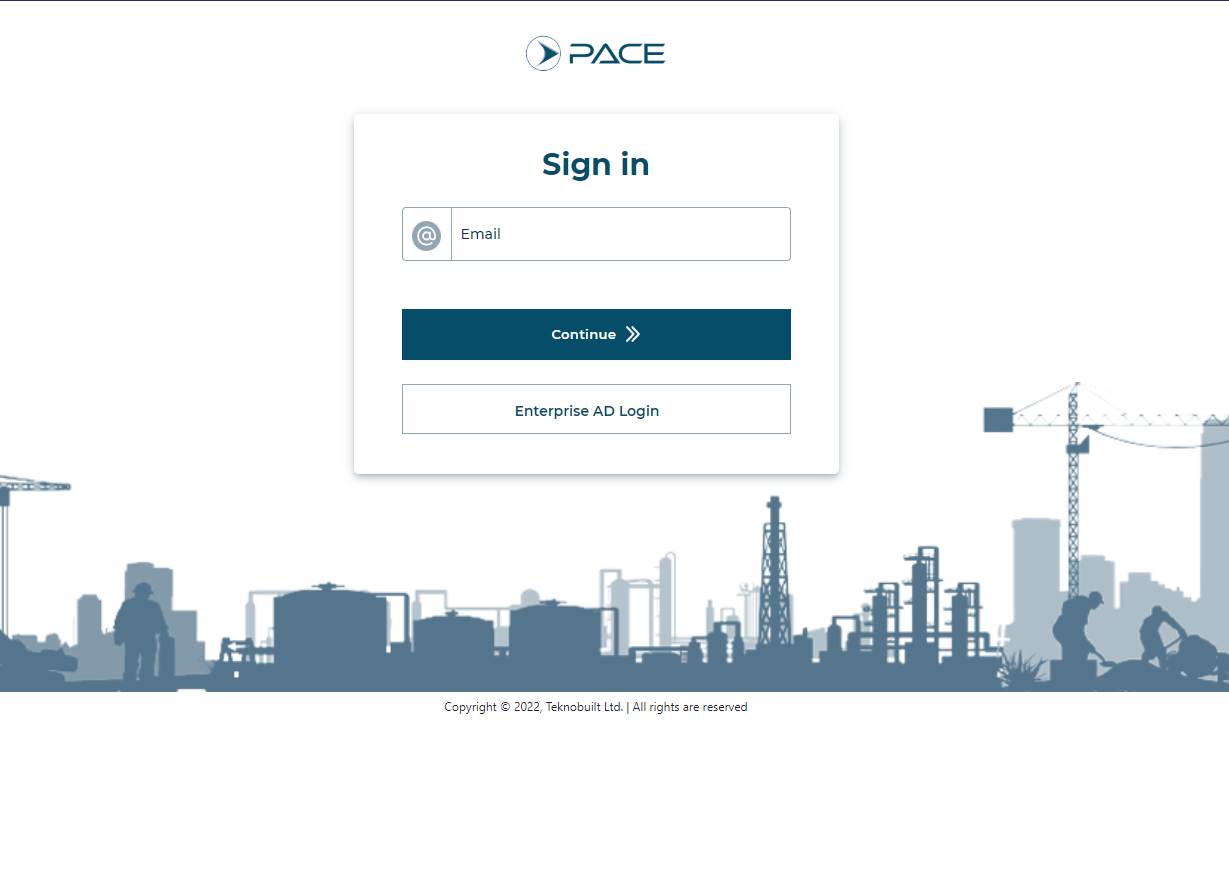 PACE
Sign in
@ Email
Continue
Enterprise AD Login
Copyright © 2022, Teknobuilt Ltd. | All rights are reserved